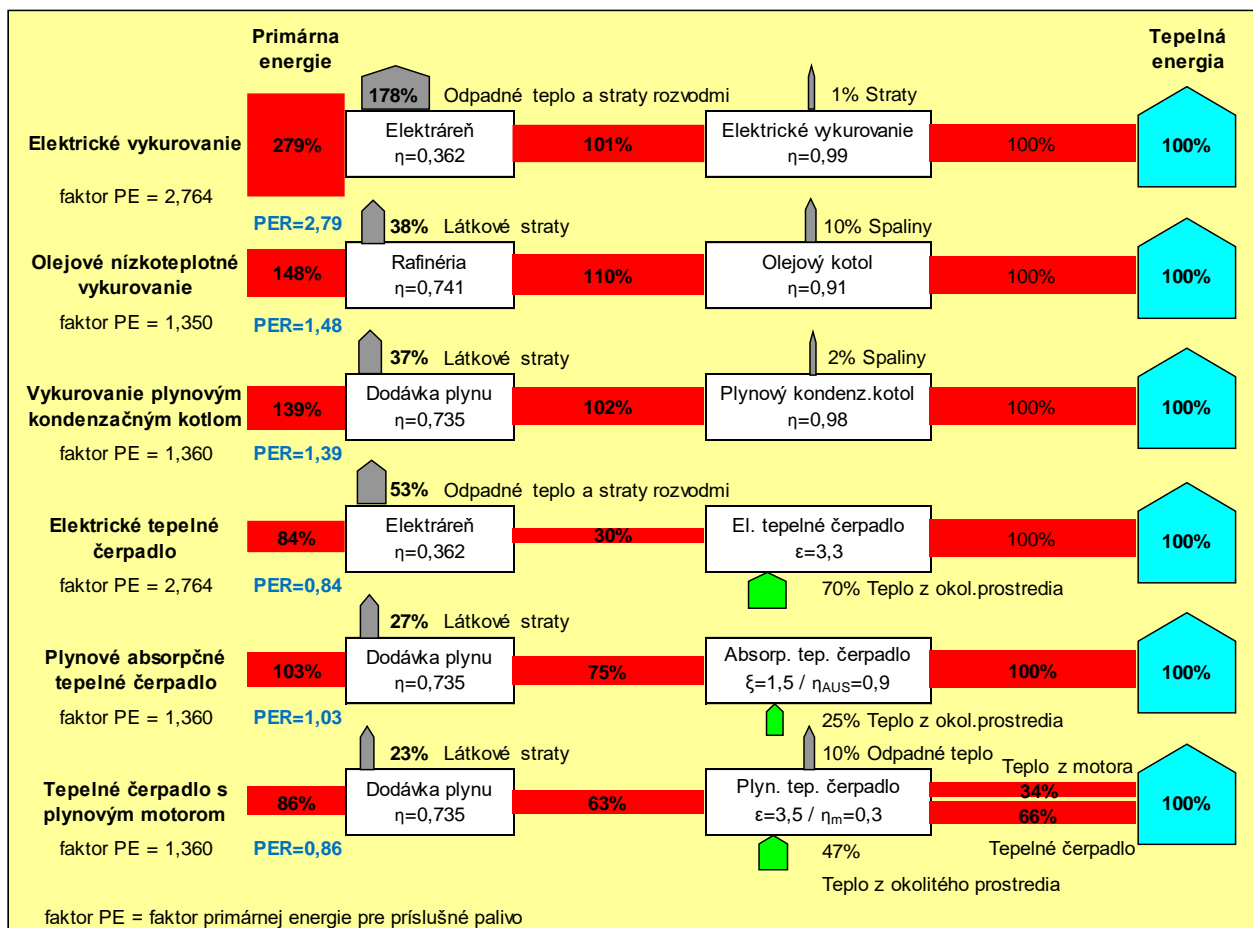 Primárna
energie
Tepelná
energia
178%
Odpadné teplo a straty rozvodmi
1% Straty
Elektrické vykurovanie
279%
Elektráreň
η=0,362
101%
Elektrické vykurovanie
η=0,99
100%
100%
faktor PE = 2,764
PER=2,79
38% Látkové straty
10% Spaliny
Olejové nízkoteplotné
vykurovanie
148%
Rafinéria
η=0,741
110%
Olejový kotol
η=0,91
100%
100%
faktor PE = 1,350
PER=1,48
37% Látkové straty
2% Spaliny
Vykurovanie plynovým
kondenzačným kotlom
139%
Dodávka plynu
η=0,735
102%
Plynový kondenz.kotol
η=0,98
100%
100%
faktor PE = 1,360
PER=1,39
53% Odpadné teplo a straty rozvodmi
Elektrické tepelné
čerpadlo
84%
Elektráreň
η=0,362
30%
El. tepelné čerpadlo
ε=3,3
100%
100%
faktor PE = 2,764
PER=0,84
70% Teplo z okol.prostredia
27% Látkové straty
Plynové absorpčné
tepelné čerpadlo
103%
Dodávka plynu
η=0,735
75%
Absorp. tep. čerpadlo
ξ=1,5 / ηAUS=0,9
100%
100%
faktor PE = 1,360
PER=1,03
25% Teplo z okol.prostredia
23% Látkové straty
10% Odpadné teplo
Teplo z motora
Tepelné čerpadlo s
plynovým motorom
86%
Dodávka plynu
η=0,735
63%
Plyn. tep. čerpadlo
ε=3,5 / ηm=0,3
34%
66%
100%
faktor PE = 1,360
PER=0,86
47%
Teplo z okolitého prostredia
Tepelné čerpadlo
faktor PE = faktor primárnej energie pre príslušné palivo